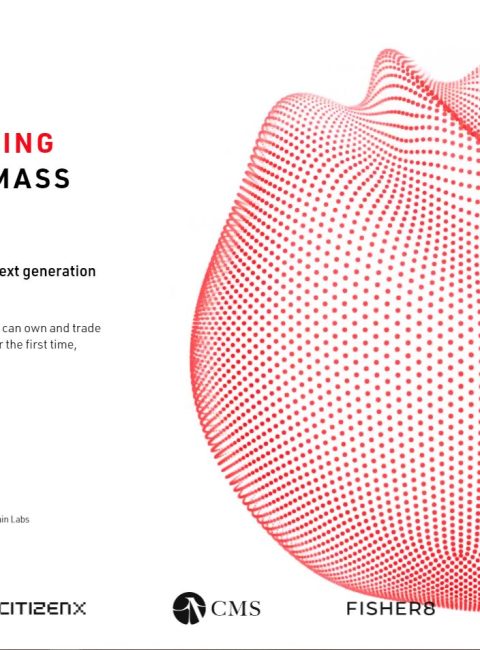 ING
MASS
ext generation
can own and trade
r the first time,
in Labs
CITIZENX
CMS
FISHER8